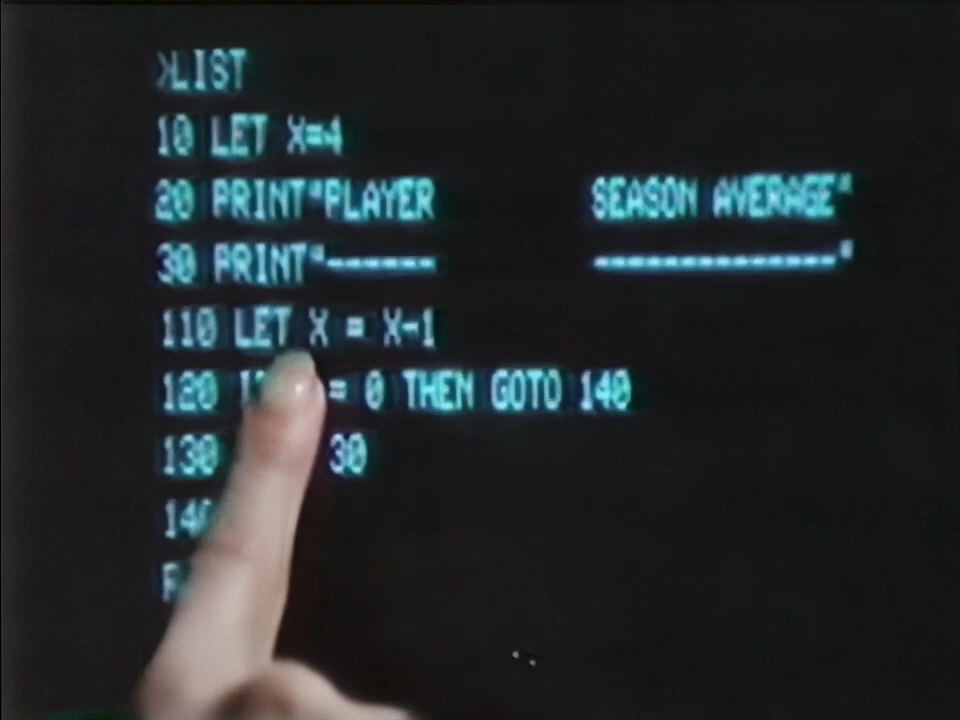 >LIST
10 LET X=4
20 PRINT"PLAYER SEASON AVERAGE"
30 PRINT"------ --------------"
110 LET X = X-1
120 = 0 THEN GOTO 140
130 30